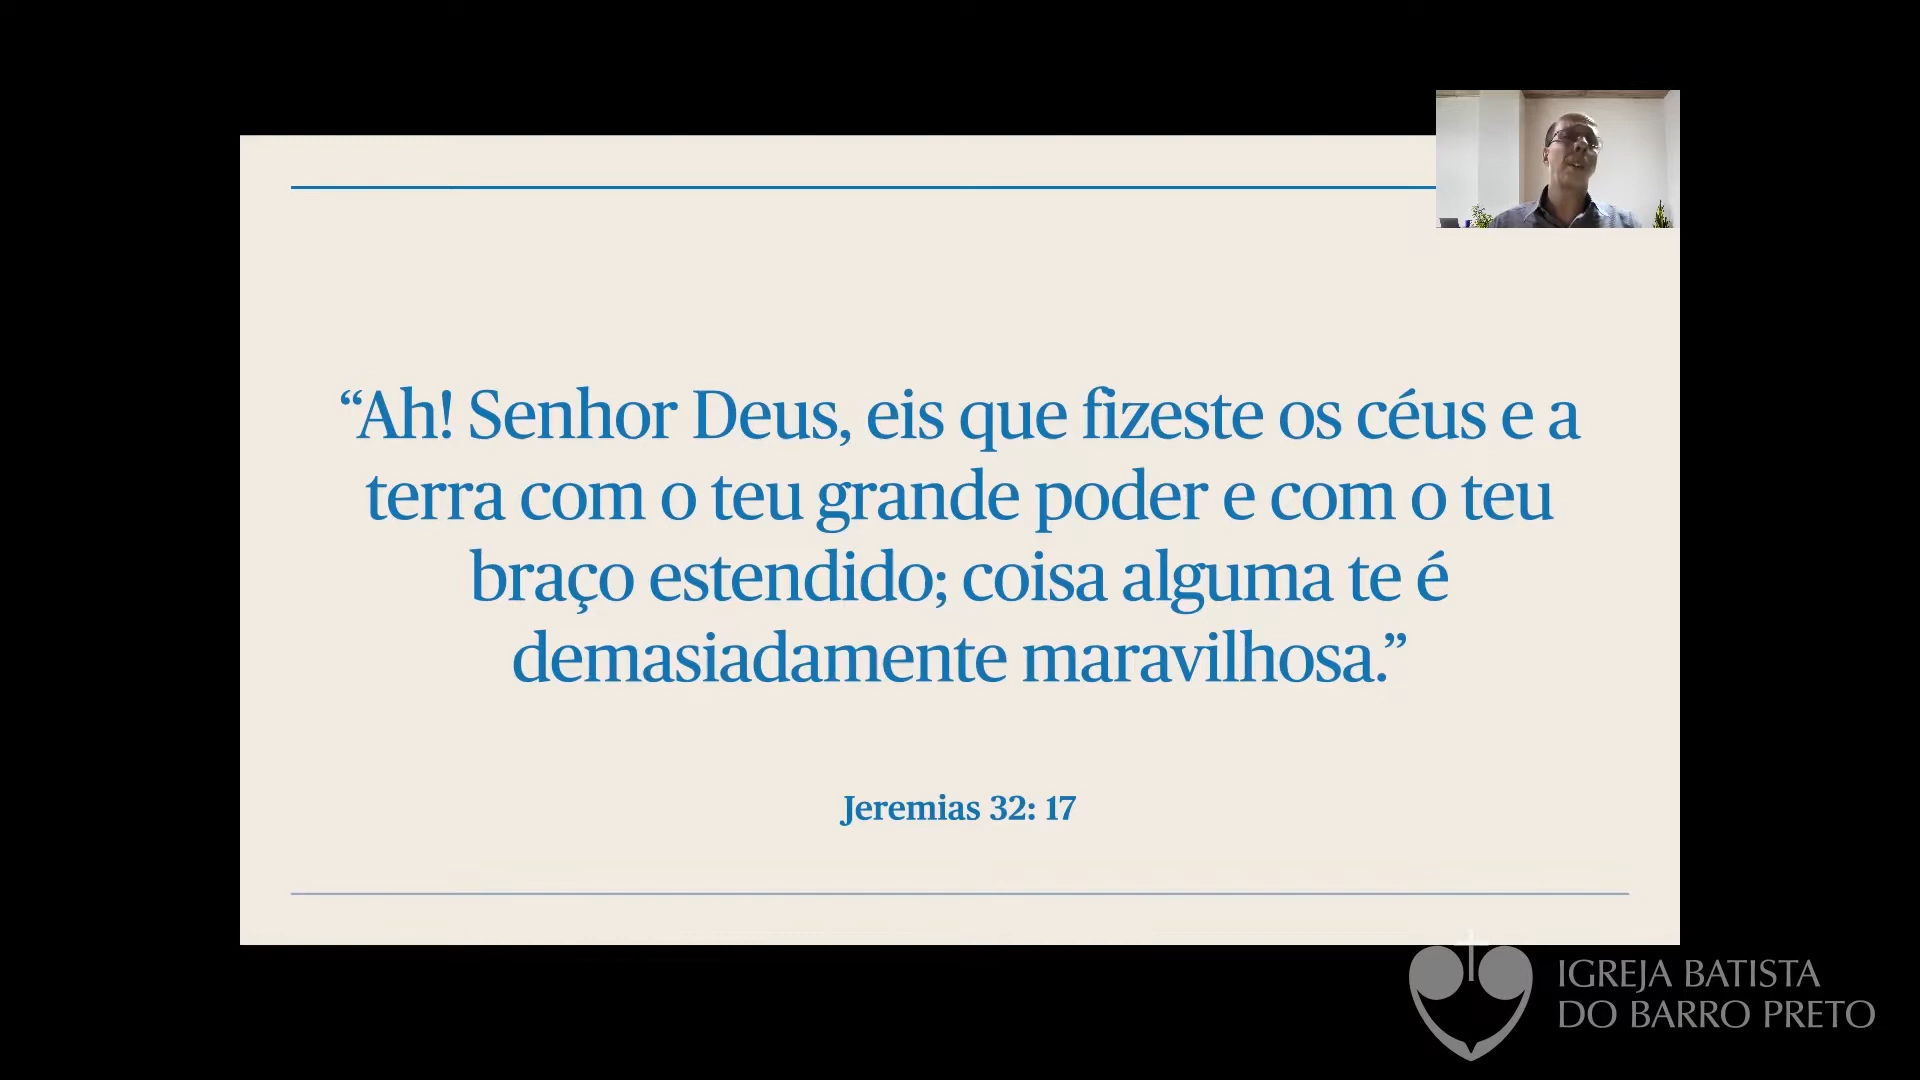 “Ah! Senhor Deus, eis que fizeste os céus e a
terra com o teu grande poder e com o teu
braço estendido; coisa alguma te é
demasiadamente maravilhosa.”
Jeremias 32: 17
IGREJA BATISTA
DO BARRO PRETO